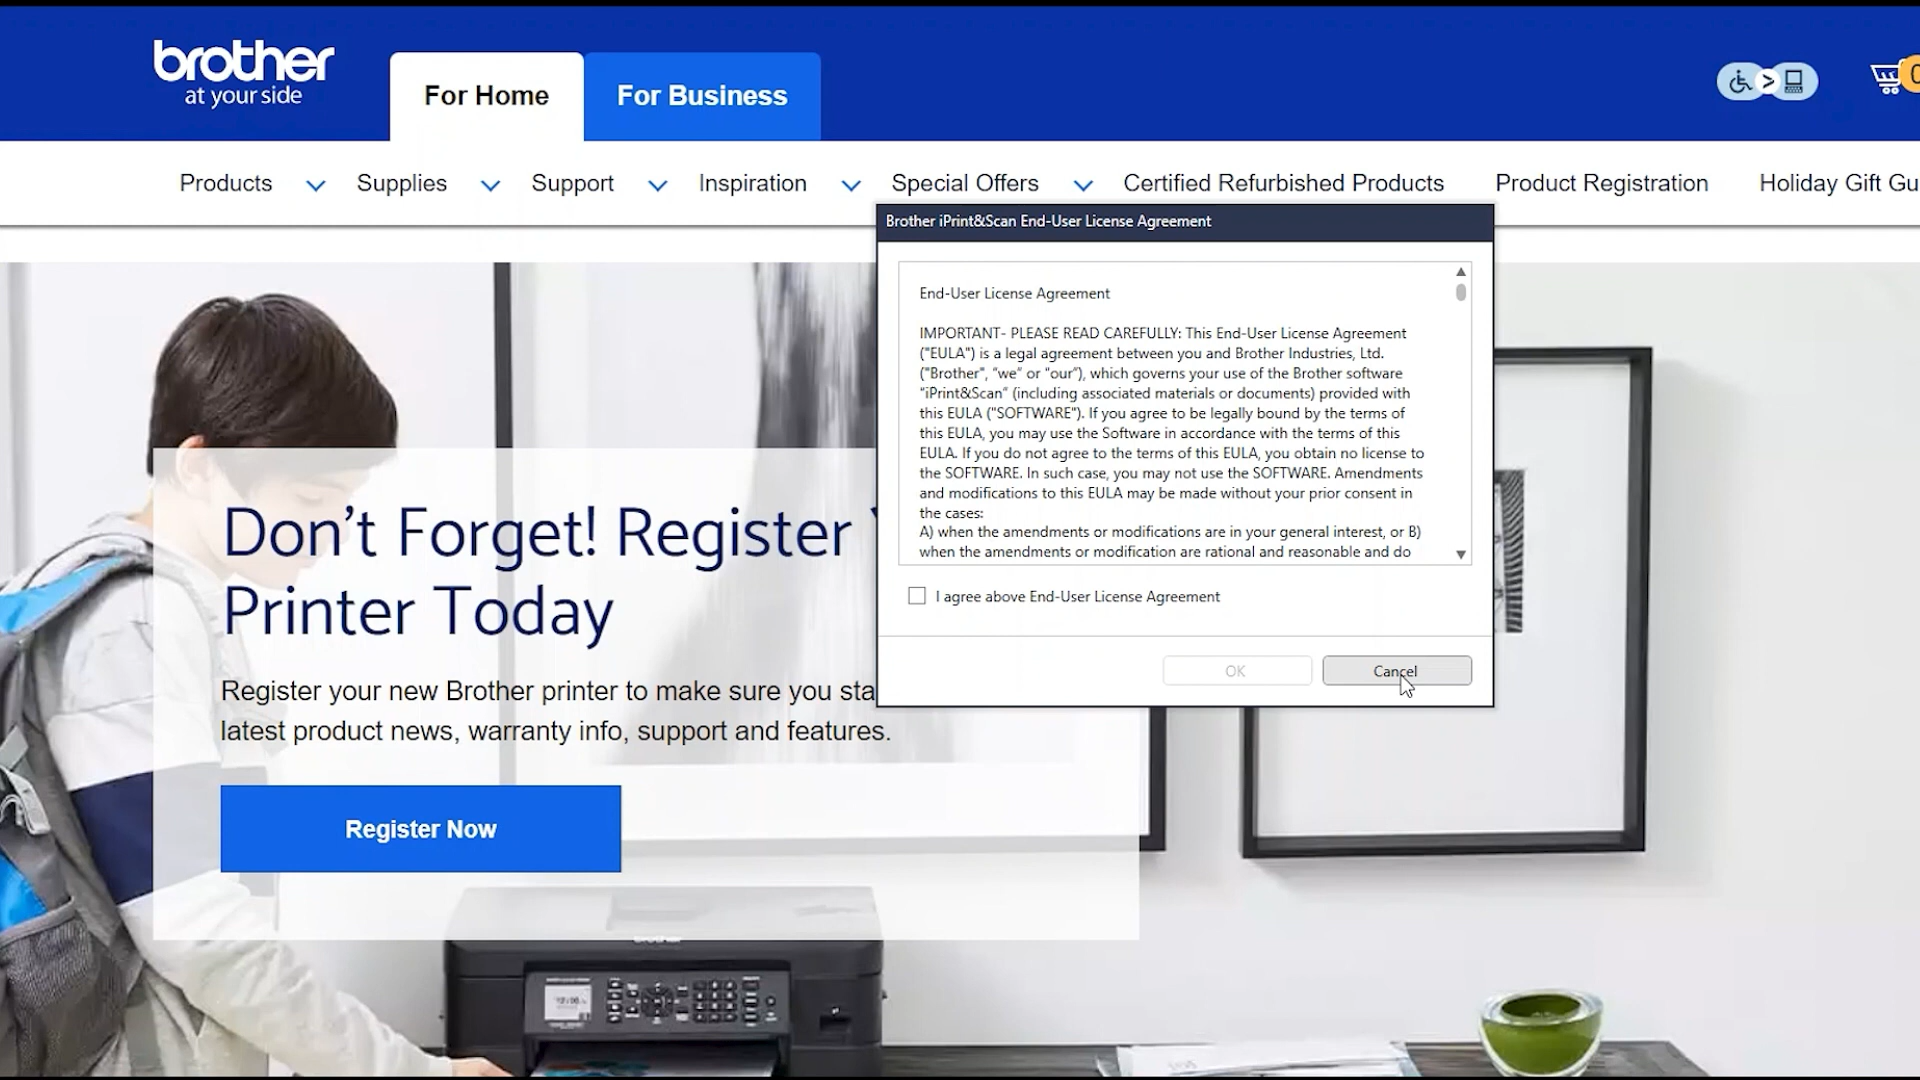 brother
at your side
For Home
For Business
Products
Supplies
Support
Inspiration
Special Offers
Certified Refurbished Products
Product Registration
Holiday Gift Gu
Brother iPrint&Scan End-User License Agreement
End-User License Agreement
IMPORTANT- PLEASE READ CAREFULLY: This End-User License Agreement
("EULA") is a legal agreement between you and Brother Industries, Ltd.
("Brother", "we" or "our"), which governs your use of the Brother software
"iPrint&Scan" (including associated materials or documents) provided with
this EULA ("SOFTWARE"). If you agree to be legally bound by the terms of
this EULA, you may use the Software in accordance with the terms of this
EULA. If you do not agree to the terms of this EULA, you obtain no license to
the SOFTWARE. In such case, you may not use the SOFTWARE. Amendments
and modifications to this EULA may be made without your prior consent in
the cases:
A) when the amendments or modifications are in your general interest, or B)
when the amendments or modification are rational and reasonable and do
I agree above End-User License Agreement
OK
Cancel
Don't Forget! Register
Printer Today
Register your new Brother printer to make sure you sta
latest product news, warranty info, support and features.
Register Now
brother